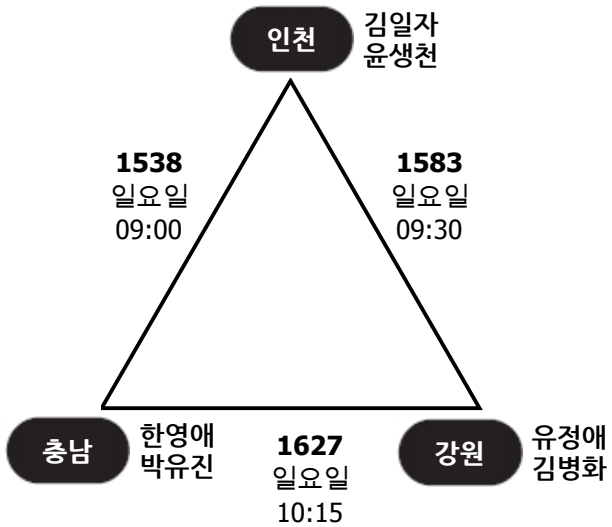 인천
김일자
윤생천
1538
일요일
09:00
1583
일요일
09:30
충남
한영애
박유진
1627
일요일
10:15
강원
유정애
김병화